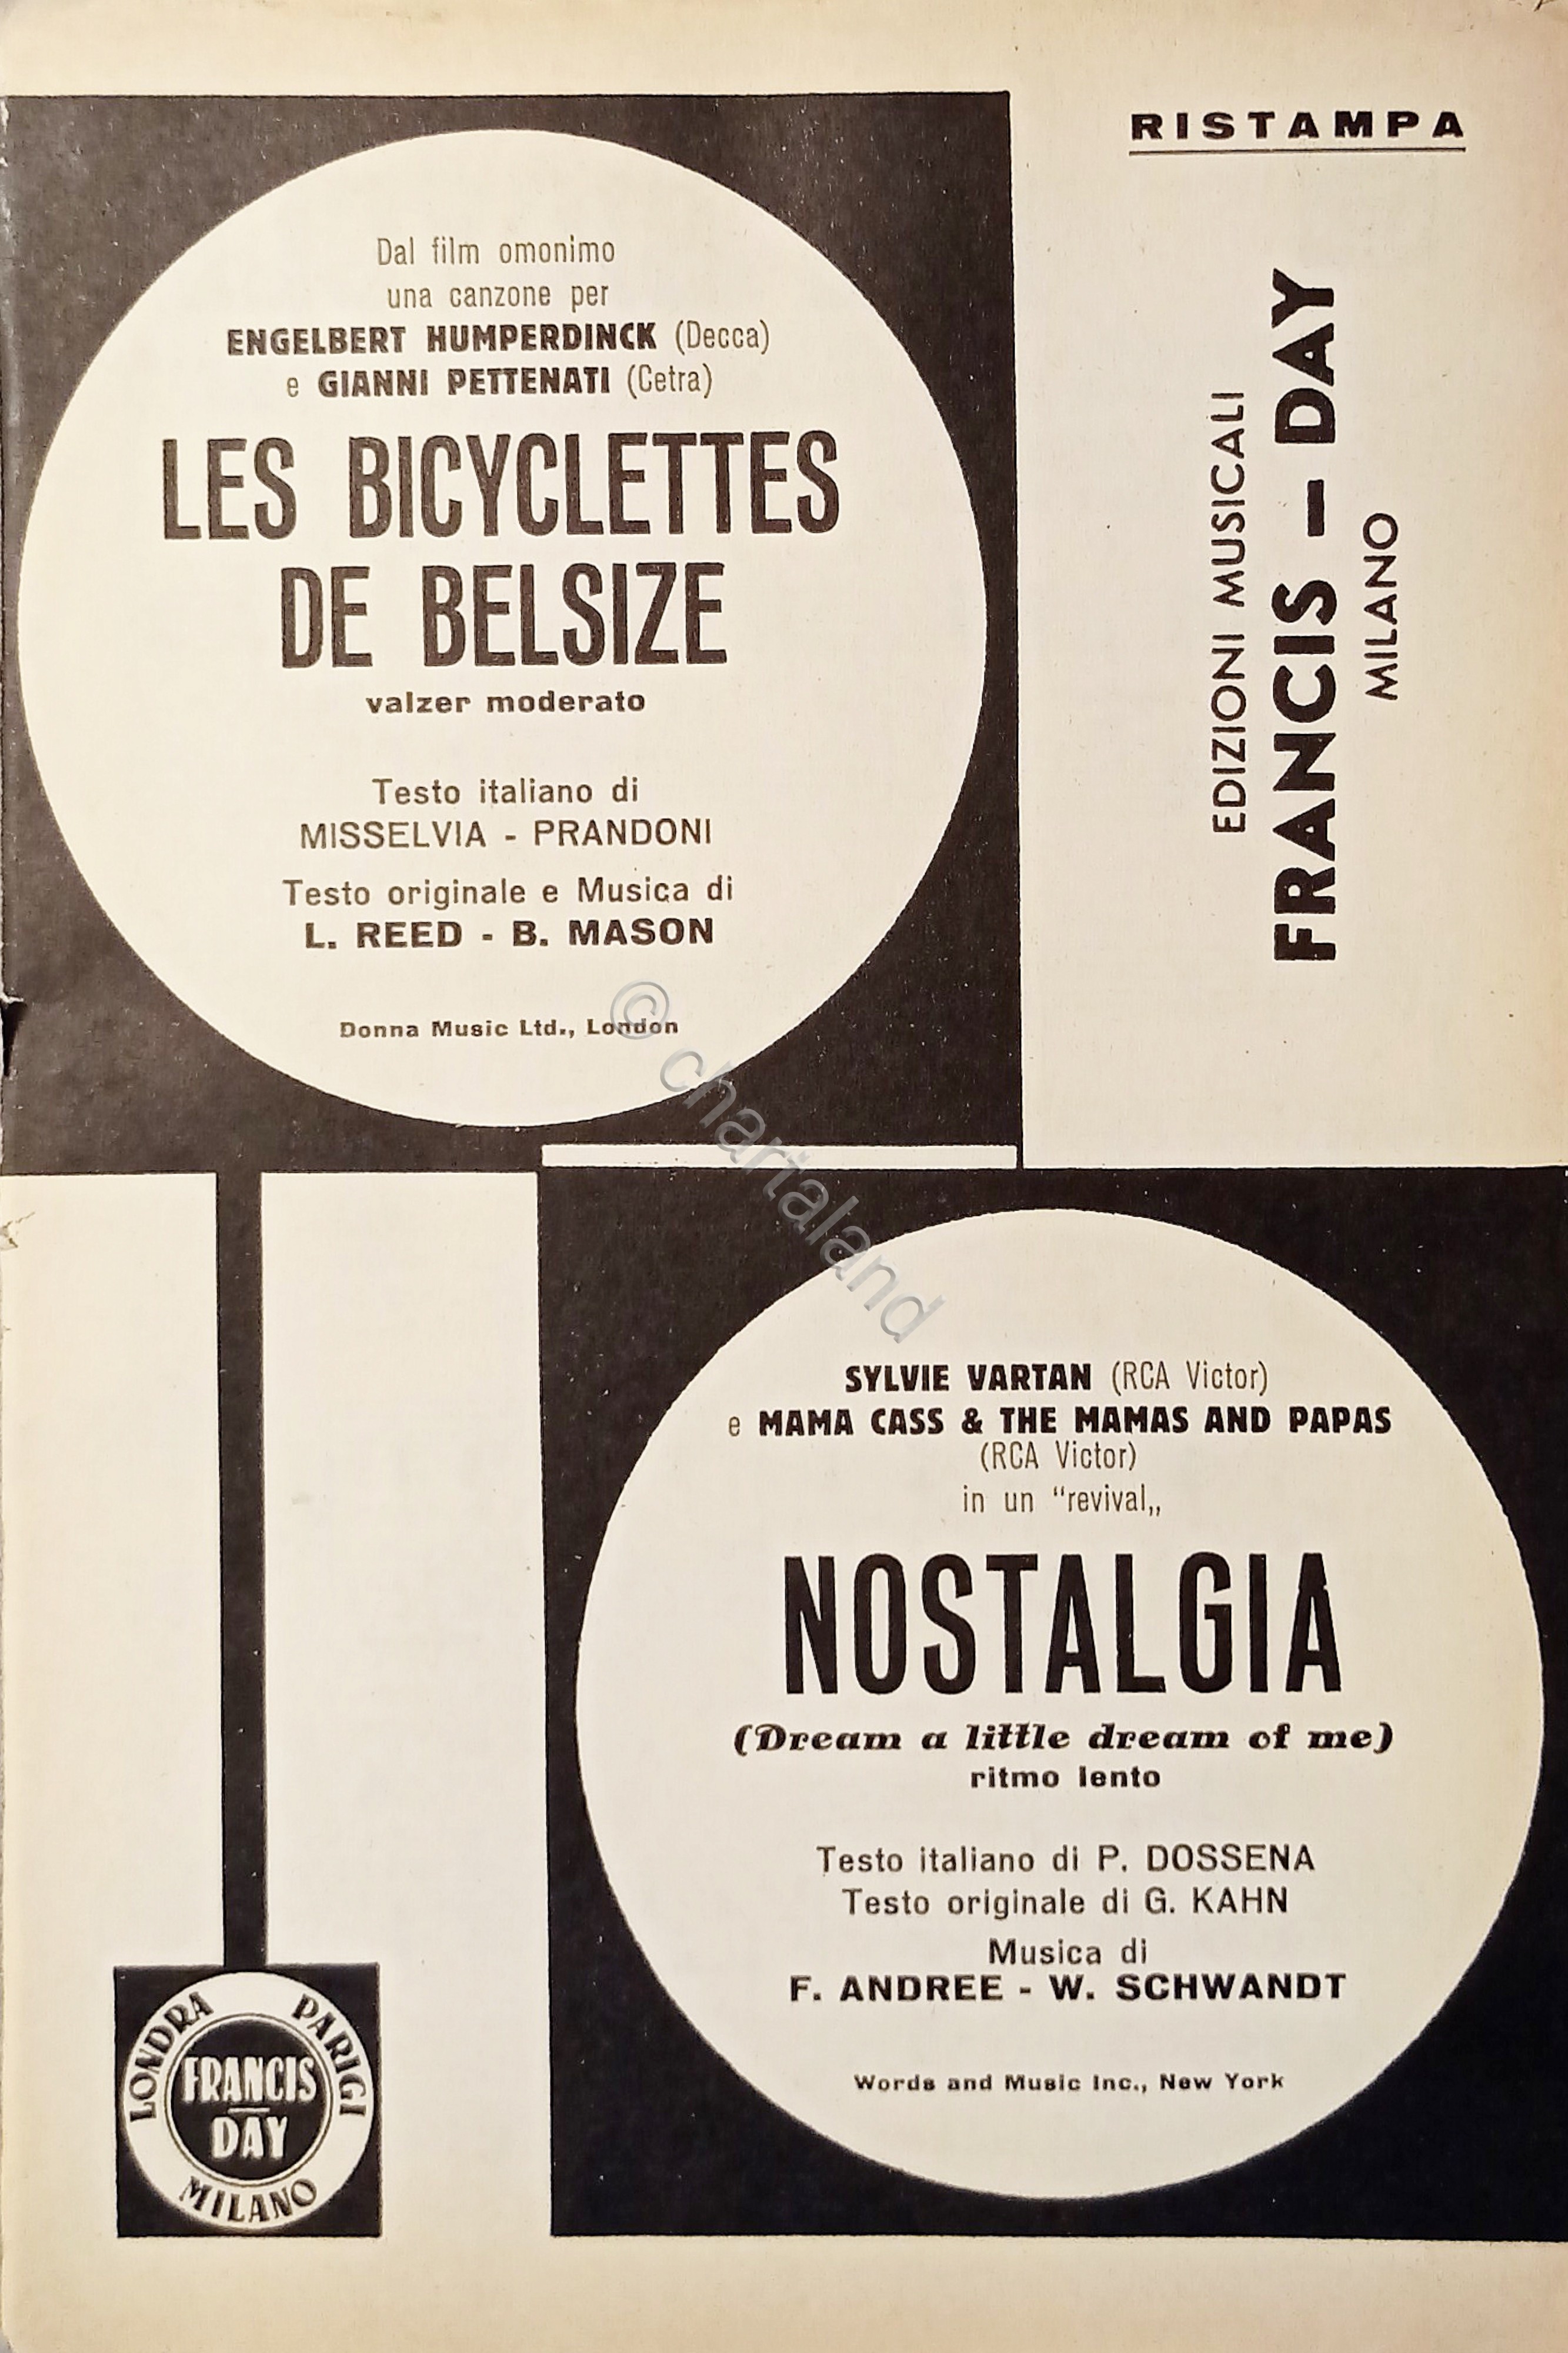 RISTAMPA
Dal film omonimo
una canzone per
ENGELBERT HUMPERDINCK (Decca)
e GIANNI PETTENATI (Cetra)
LES BICYCLETTES
DE BELSIZE
valzer moderato
Testo italiano di
MISSELVIA - PRANDONI
Testo originale e Musica di
L. REED - B. MASON
Donna Music Ltd., London
EDIZIONI MUSICALI
FRANCIS - DAY
MILANO
© charialand
SYLVIE VARTAN (RCA Victor)
e MAMA CASS & THE MAMAS AND PAPAS
(RCA Victor)
in un “revival„
NOSTALGIA
(Dream a little dream of me)
ritmo lento
Testo italiano di P. DOSSENA
Testo originale di G. KAHN
Musica di
F. ANDREE - W. SCHWANDT
Words and Music Inc., New York
LONDRA PARIGI
FRANCIS
DAY
MILANO